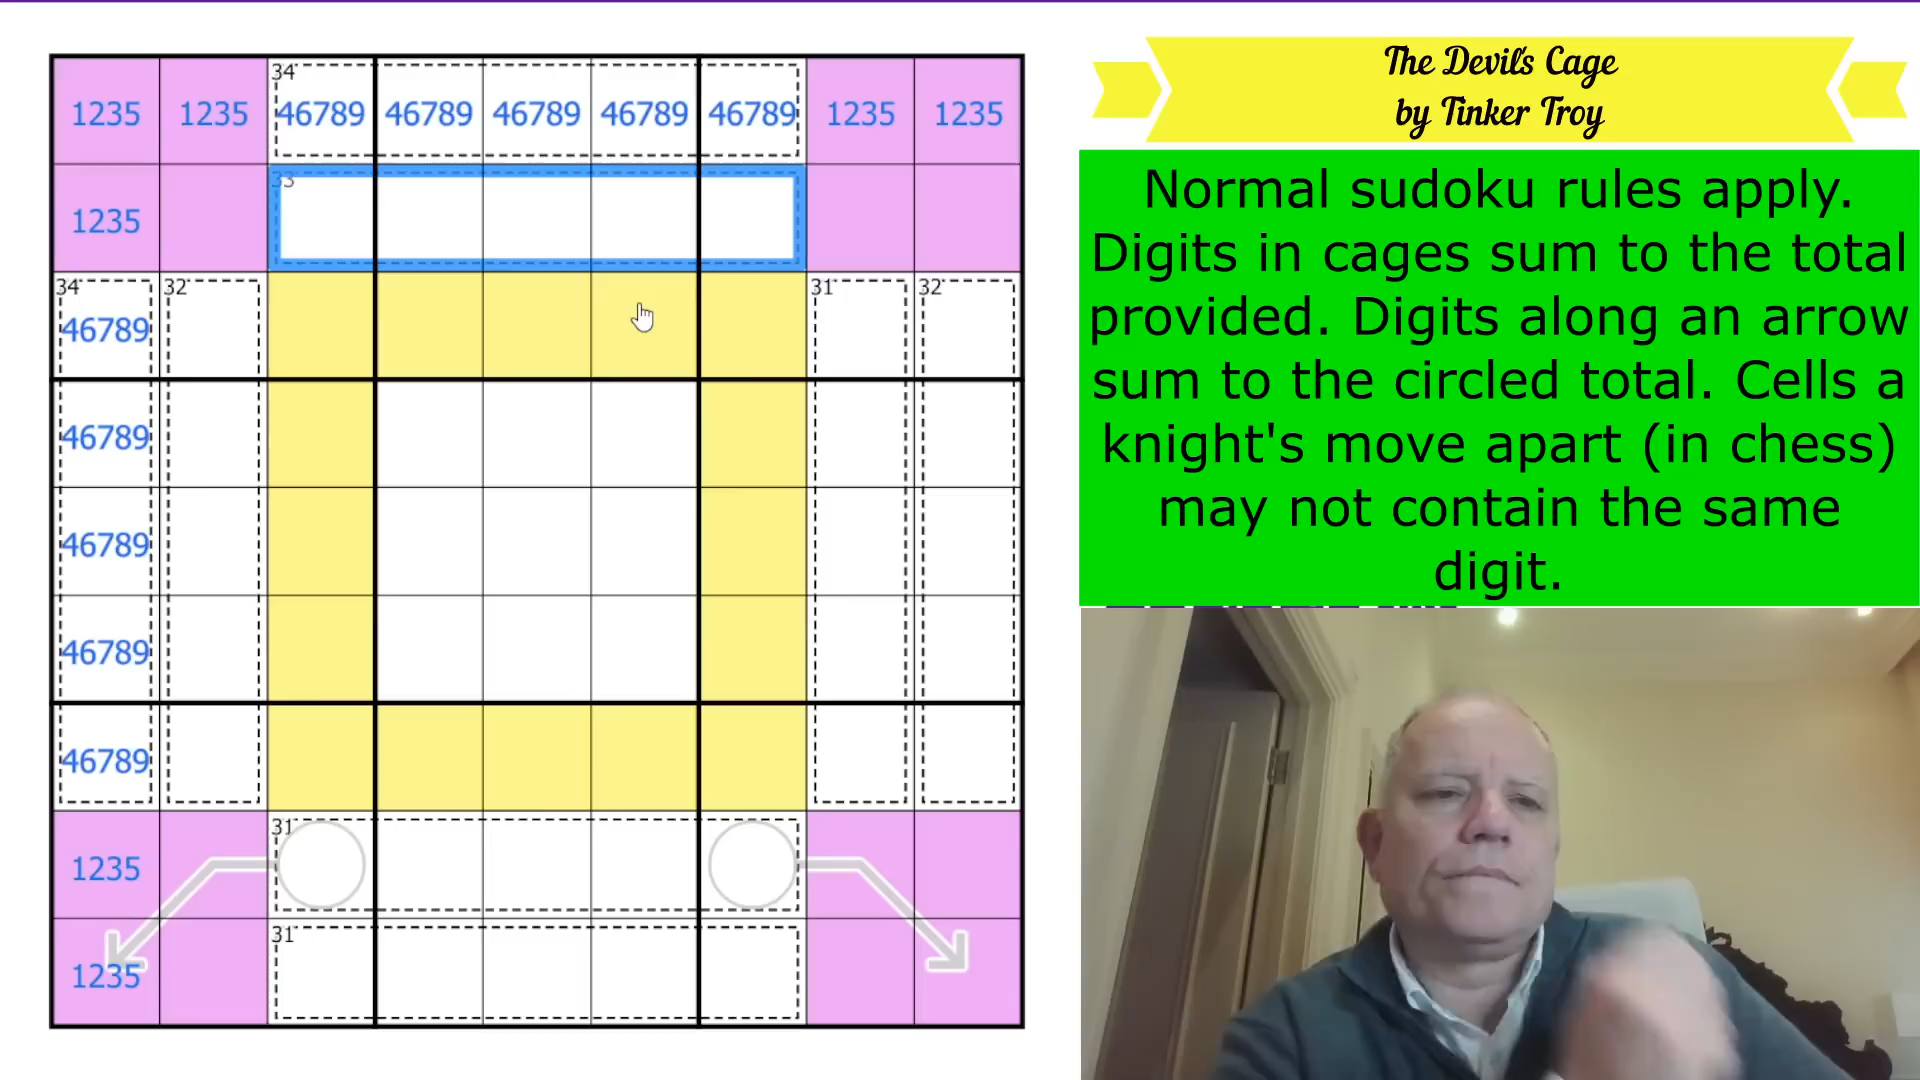 The Devil's Cage
by Tinker Troy
Normal sudoku rules apply.
Digits in cages sum to the total
provided. Digits along an arrow
sum to the circled total. Cells a
knight's move apart (in chess)
may not contain the same
digit.
34
1235 1235 46789 46789 46789 46789 46789 1235 1235
33
1235
34 32 31 32
46789
46789
46789
46789
46789
31
1235
31
1235